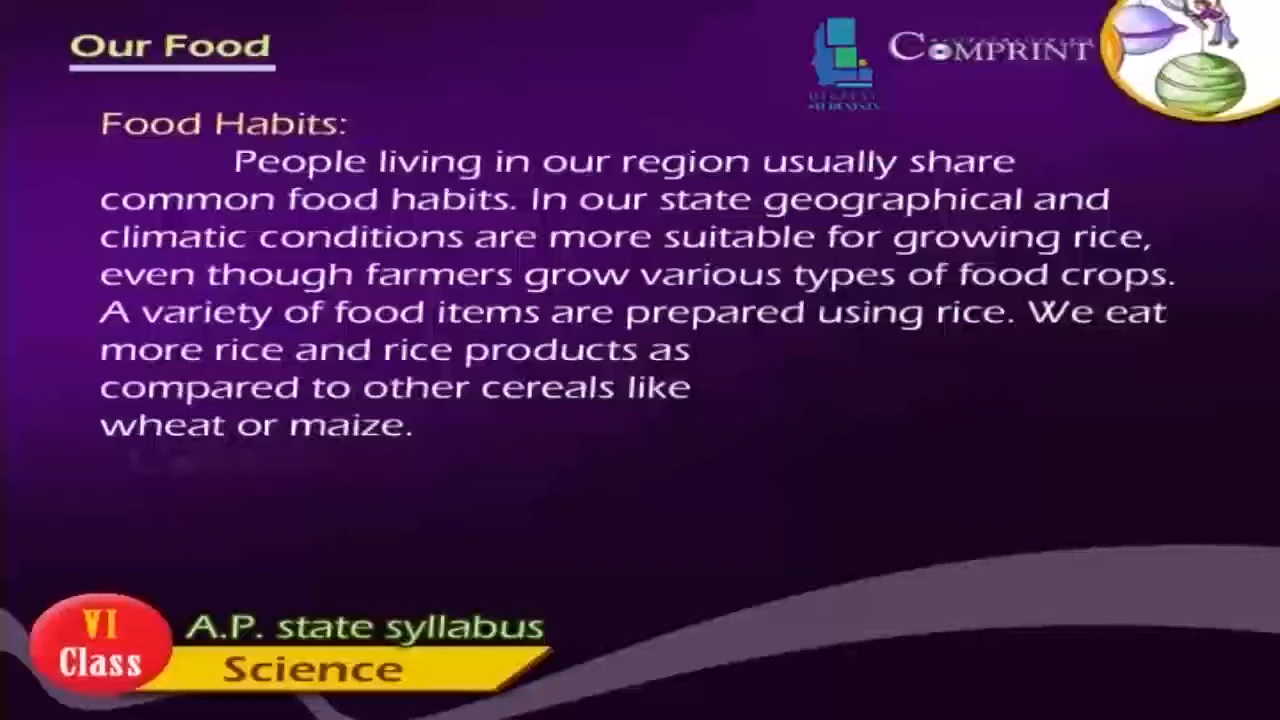 Our Food
COMPRINT
Food Habits:
People living in our region usually share
common food habits. In our state geographical and
climatic conditions are more suitable for growing rice,
even though farmers grow various types of food crops.
A variety of food items are prepared using rice. We eat
more rice and rice products as
compared to other cereals like
wheat or maize.
VI
Class
A.P. state syllabus
Science